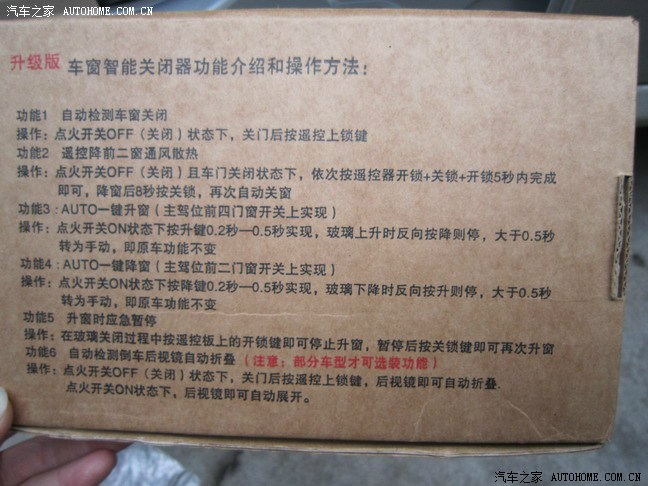 汽车之家 AUTOHOME.COM.CN
升级版 车窗智能关闭器功能介绍和操作方法：
功能1 自动检测车窗关闭
操作：点火开关OFF（关闭）状态下，关门后按遥控上锁键
功能2 遥控降前二窗通风散热
操作：点火开关OFF（关闭）且车门关闭状态下，依次按遥控器开锁+关锁+开锁5秒内完成
即可，降窗后8秒按关锁，再次自动关窗
功能3：AUTO一键升窗（主驾位前四门窗开关上实现）
操作：点火开关ON状态下按升键0.2秒—0.5秒实现，玻璃上升时反向按降则停，大于0.5秒
转为手动，即原车功能不变
功能4：AUTO一键降窗（主驾位前二门窗开关上实现）
操作：点火开关ON状态下按降键0.2秒—0.5秒实现，玻璃下降时反向按升则停，大于0.5秒
转为手动，即原车功能不变
功能5 升窗时应急暂停
操作：在玻璃关闭过程中按遥控板上的开锁键即可停止升窗，暂停后按关锁键即可再次升窗
功能6 自动检测倒车后视镜自动折叠（注意：部分车型才可选装功能）
操作：点火开关OFF（关闭）状态下，关门后按遥控上锁键，后视镜即可自动折叠.
点火开关ON状态下，后视镜即可自动展开。
汽车之家 AUTOHOME.COM.CN